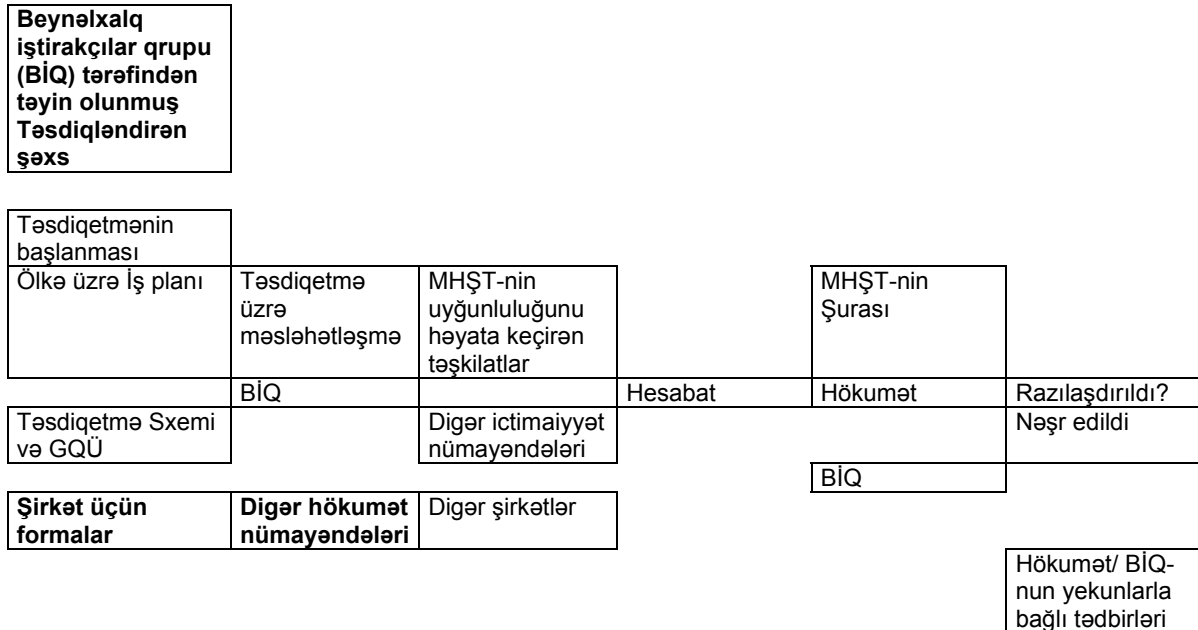 Beynəlxalq
iştirakçılar qrupu
(BİQ) tərəfindən
təyin olunmuş
Təsdiqləndirən
şəxs
Təsdiqetmənin
başlanması
Ölkə üzrə İş planı
Təsdiqetmə
üzrə
məsləhətləşmə
MHŞT-nin
uyğunluluğunu
həyata keçirən
təşkilatlar
MHŞT-nin
Şurası
BİQ
Hesabat
Hökumət
Razılaşdırıldı?
Təsdiqetmə Sxemi
və GQÜ
Digər ictimaiyyət
nümayəndələri
Nəşr edildi
BİQ
Şirkət üçün
formalar
Digər hökumət
nümayəndələri
Digər şirkətlər
Hökumət/ BİQ-
nun yekunlarla
bağlı tədbirləri